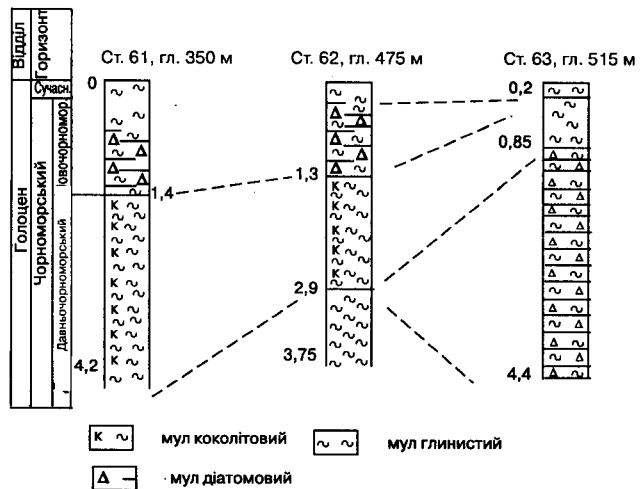 Відділ
Горизонт
Ст. 61, гл. 350 м
Ст. 62, гл. 475 м
Ст. 63, гл. 515 м
Голоцен
Чорноморський
Сучасн.
ювочорномор.
Давньочорноморський
0
1,4
4,2
1,3
2,9
3,75
0,2
0,85
4,4
к ~ мул коколітовий
~ ~ мул глинистий
Δ – мул діатомовий